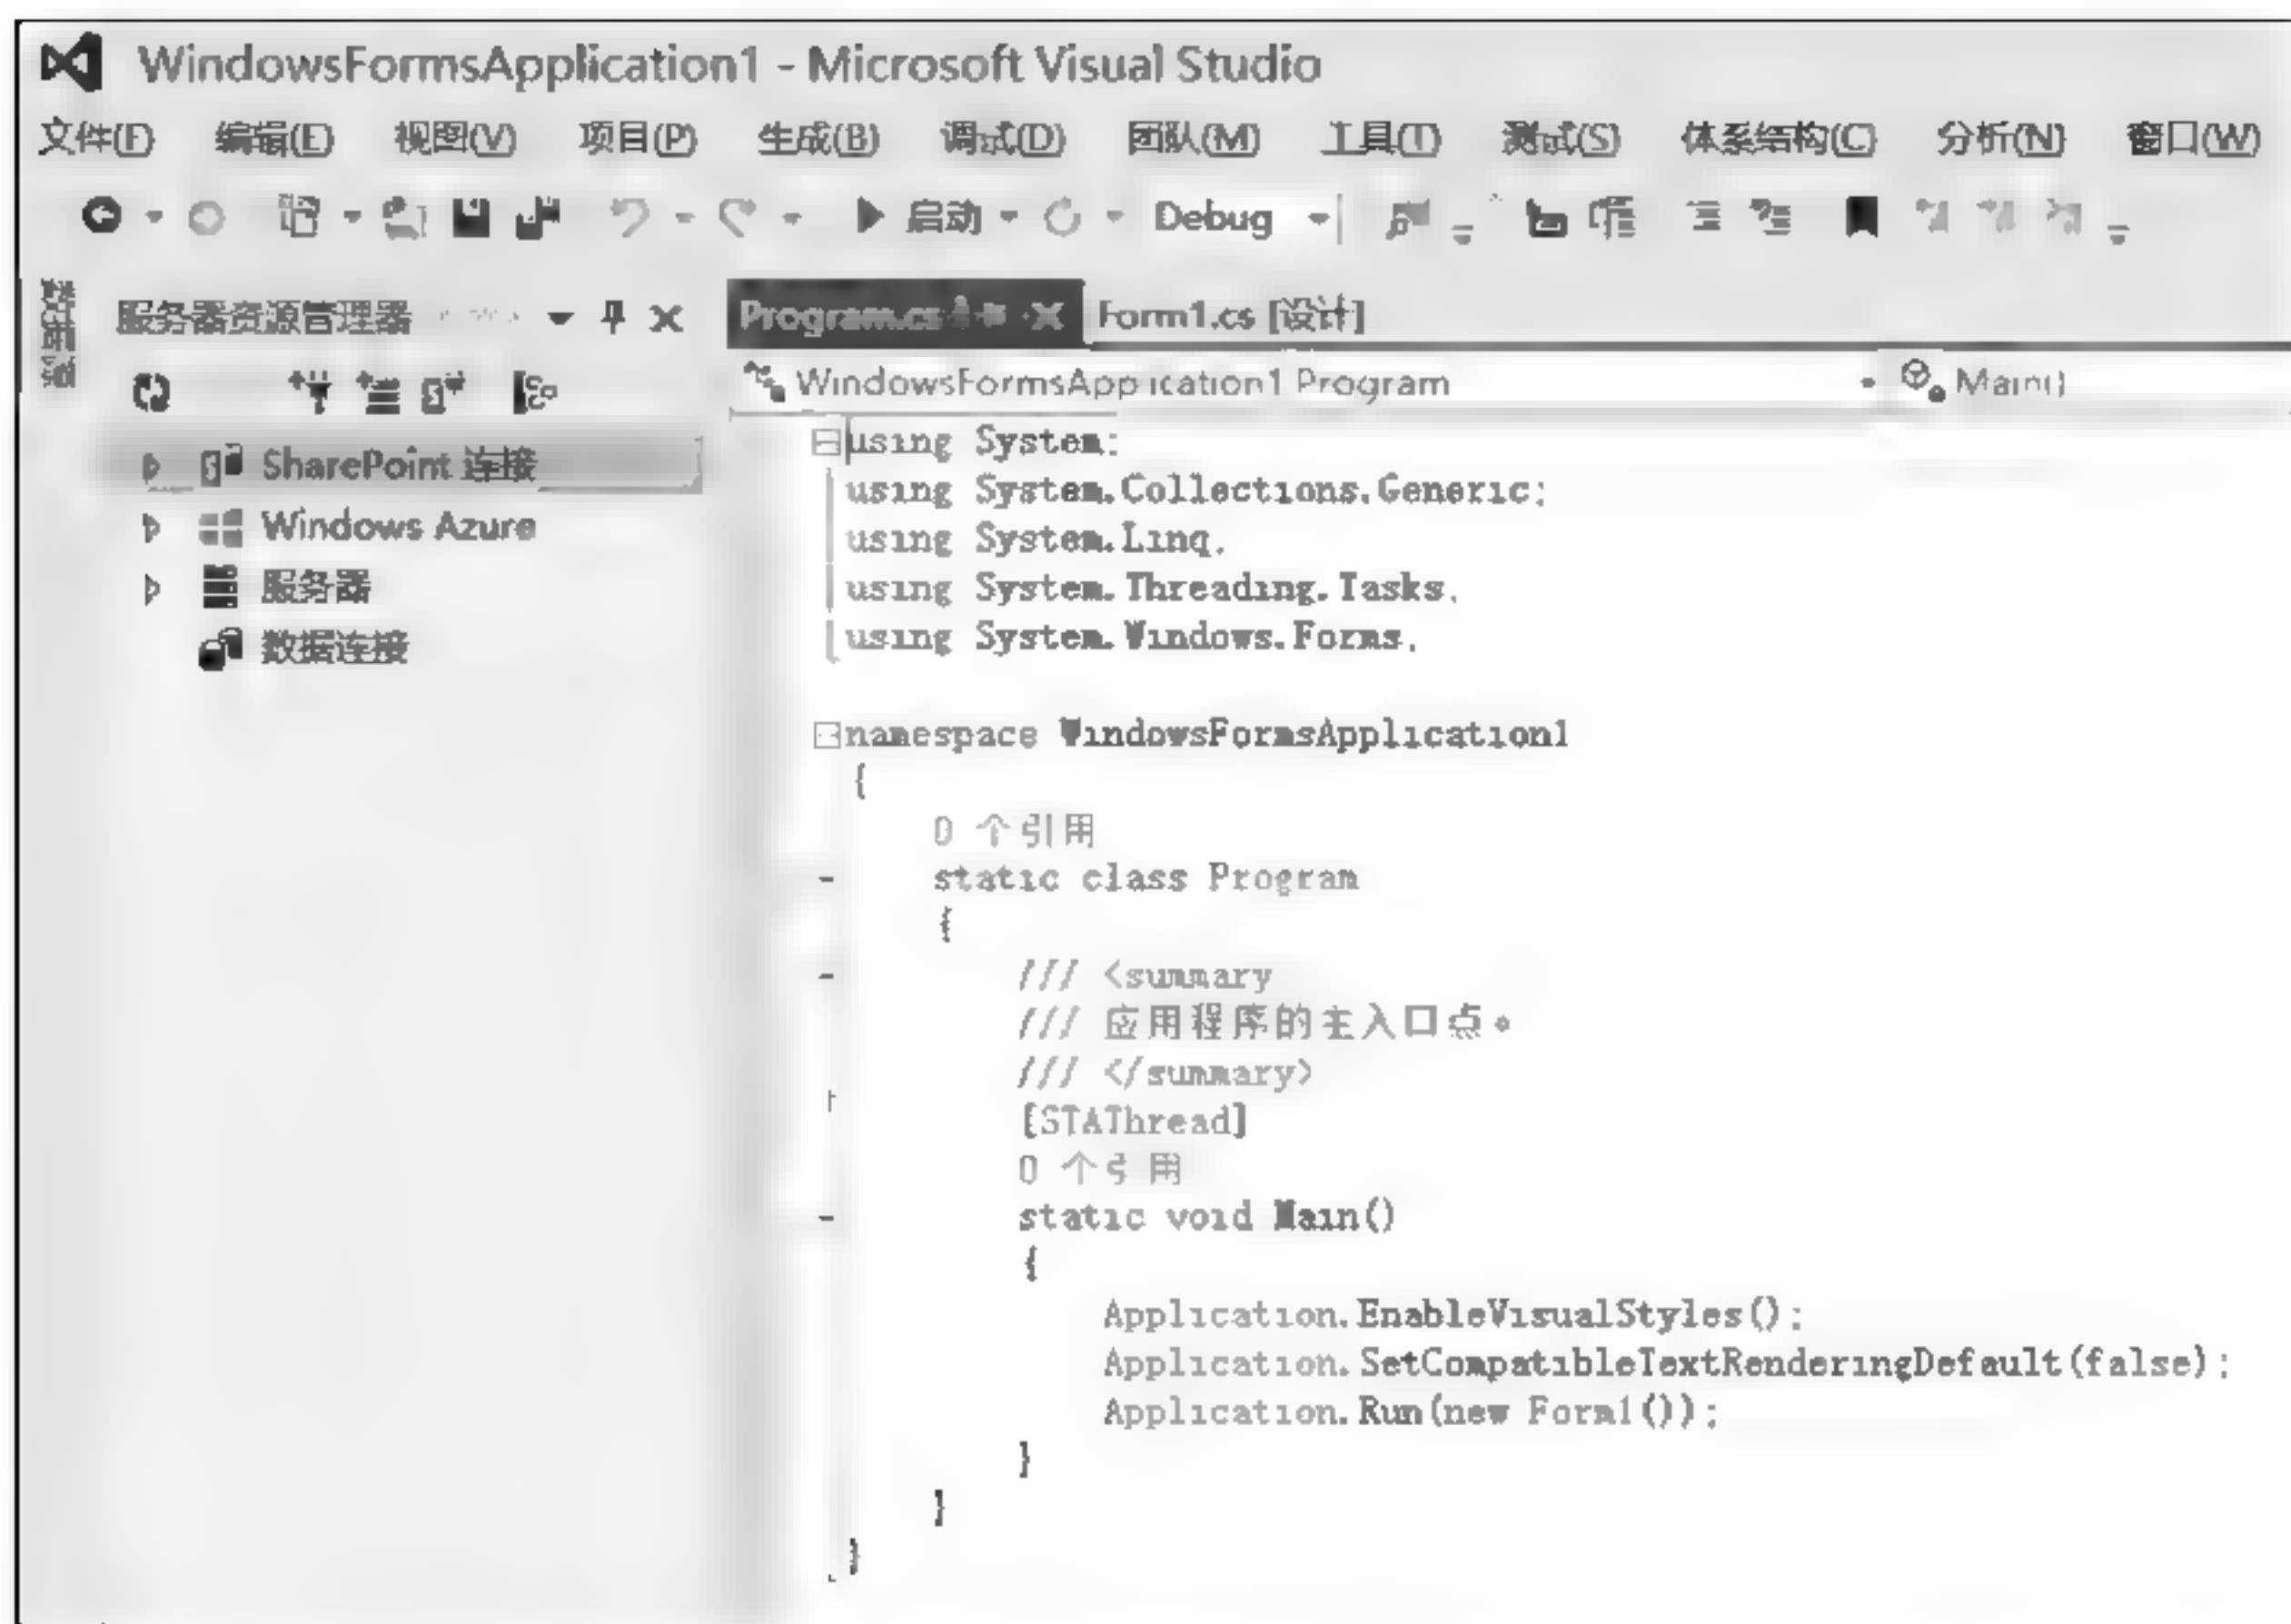 WindowsFormsApplication1 - Microsoft Visual Studio
文件(F) 编辑(E) 视图(V) 项目(P) 生成(B) 调试(D) 团队(M) 工具(T) 测试(S) 体系结构(C) 分析(N) 窗口(W)
启动 Debug
服务器资源管理器
Program.cs Form1.cs [设计]
WindowsFormsApplication1 Program Main()
SharePoint 连接
Windows Azure
服务器
数据连接
using System;
using System.Collections.Generic;
using System.Linq;
using System.Threading.Tasks;
using System.Windows.Forms;
namespace WindowsFormsApplication1
{
0 个引用
static class Program
{
/// <summary
/// 应用程序的主入口点。
/// </summary>
[STAThread]
0 个引用
static void Main()
{
Application.EnableVisualStyles();
Application.SetCompatibleTextRenderingDefault(false);
Application.Run(new Form1());
}
}
}